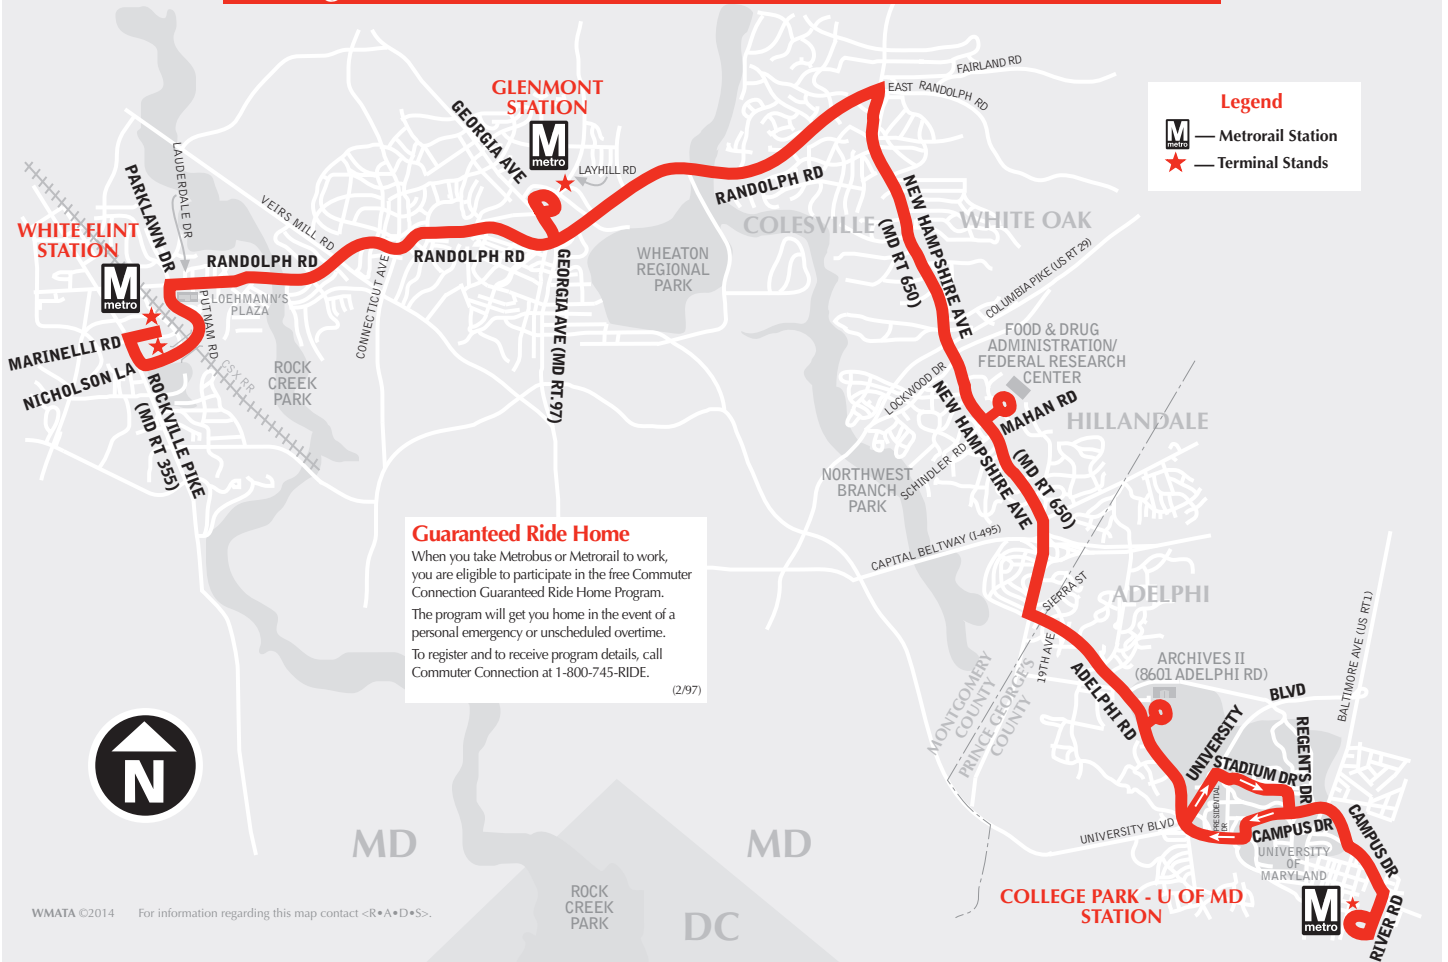 FAIRLAND RD
EAST RANDOLPH RD
GLENMONT
STATION
M
metro
GEORGIA AVE
LAYHILL RD
Legend
M
metro
— Metrorail Station
— Terminal Stands
LAUDERDALE DR
PARKLAWN DR
VEIRS MILL RD
RANDOLPH RD
NEW HAMPSHIRE AVE
(MD RT 650)
COLESVILLE
WHITE OAK
WHITE FLINT
STATION
M
metro
RANDOLPH RD
RANDOLPH RD
CONNECTICUT AVE
GEORGIA AVE (MD RT.97)
WHEATON
REGIONAL
PARK
COLUMBIA PIKE (US RT 29)
LOEHMANN'S
PLAZA
PUTNAM RD
CSX RR
MARINELLI RD
NICHOLSON LA
ROCKVILLE PIKE
(MD RT 355)
ROCK
CREEK
PARK
FOOD & DRUG
ADMINISTRATION/
FEDERAL RESEARCH
CENTER
LOCKWOOD DR
MAHAN RD
HILLANDALE
NEW HAMPSHIRE AVE
(MD RT 650)
SCHINDLER RD
NORTHWEST
BRANCH
PARK
CAPITAL BELTWAY (I-495)
Guaranteed Ride Home
When you take Metrobus or Metrorail to work,
you are eligible to participate in the free Commuter
Connection Guaranteed Ride Home Program.
The program will get you home in the event of a
personal emergency or unscheduled overtime.
To register and to receive program details, call
Commuter Connection at 1-800-745-RIDE.
(2/97)
SIERRA ST
ADELPHI
19TH AVE
MONTGOMERY
COUNTY
PRINCE GEORGE'S
COUNTY
ADELPHI RD
ARCHIVES II
(8601 ADELPHI RD)
BALTIMORE AVE (US RT1)
UNIVERSITY
BLVD
REGENTS DR
STADIUM DR
PRESIDENTIAL
DR
CAMPUS DR
CAMPUS DR
UNIVERSITY BLVD
UNIVERSITY
OF
MARYLAND
N
MD
MD
DC
ROCK
CREEK
PARK
COLLEGE PARK - U OF MD
STATION
M
metro
RIVER RD
WMATA ©2014 For information regarding this map contact <R•A•D•S>.